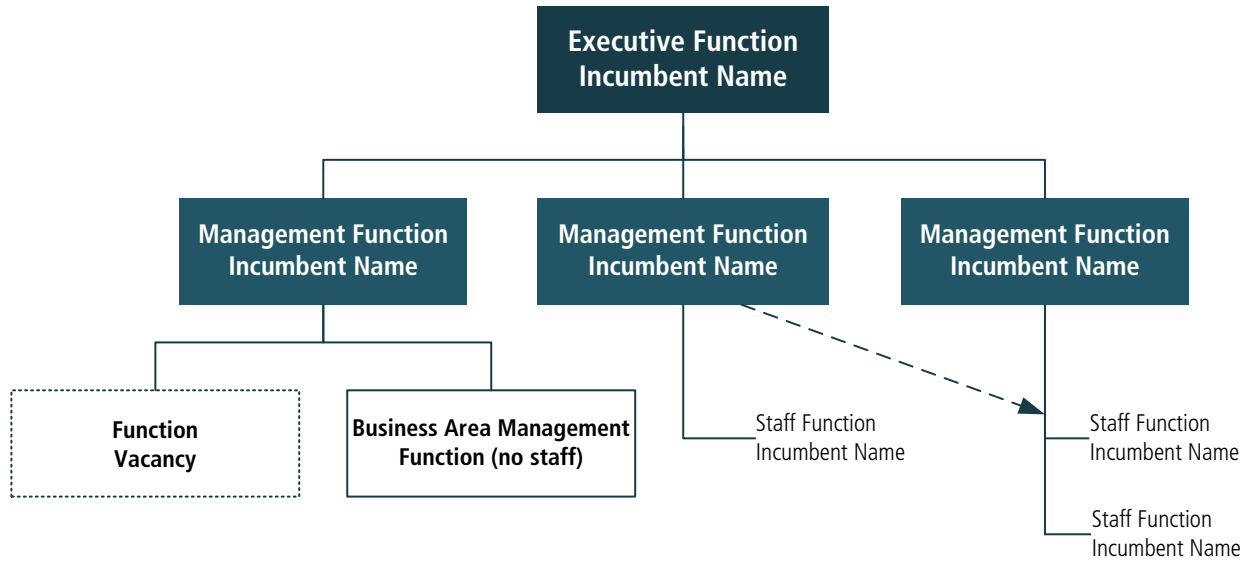 Executive Function
Incumbent Name
Management Function
Incumbent Name
Management Function
Incumbent Name
Management Function
Incumbent Name
Function
Vacancy
Business Area Management
Function (no staff)
Staff Function
Incumbent Name
Staff Function
Incumbent Name
Staff Function
Incumbent Name